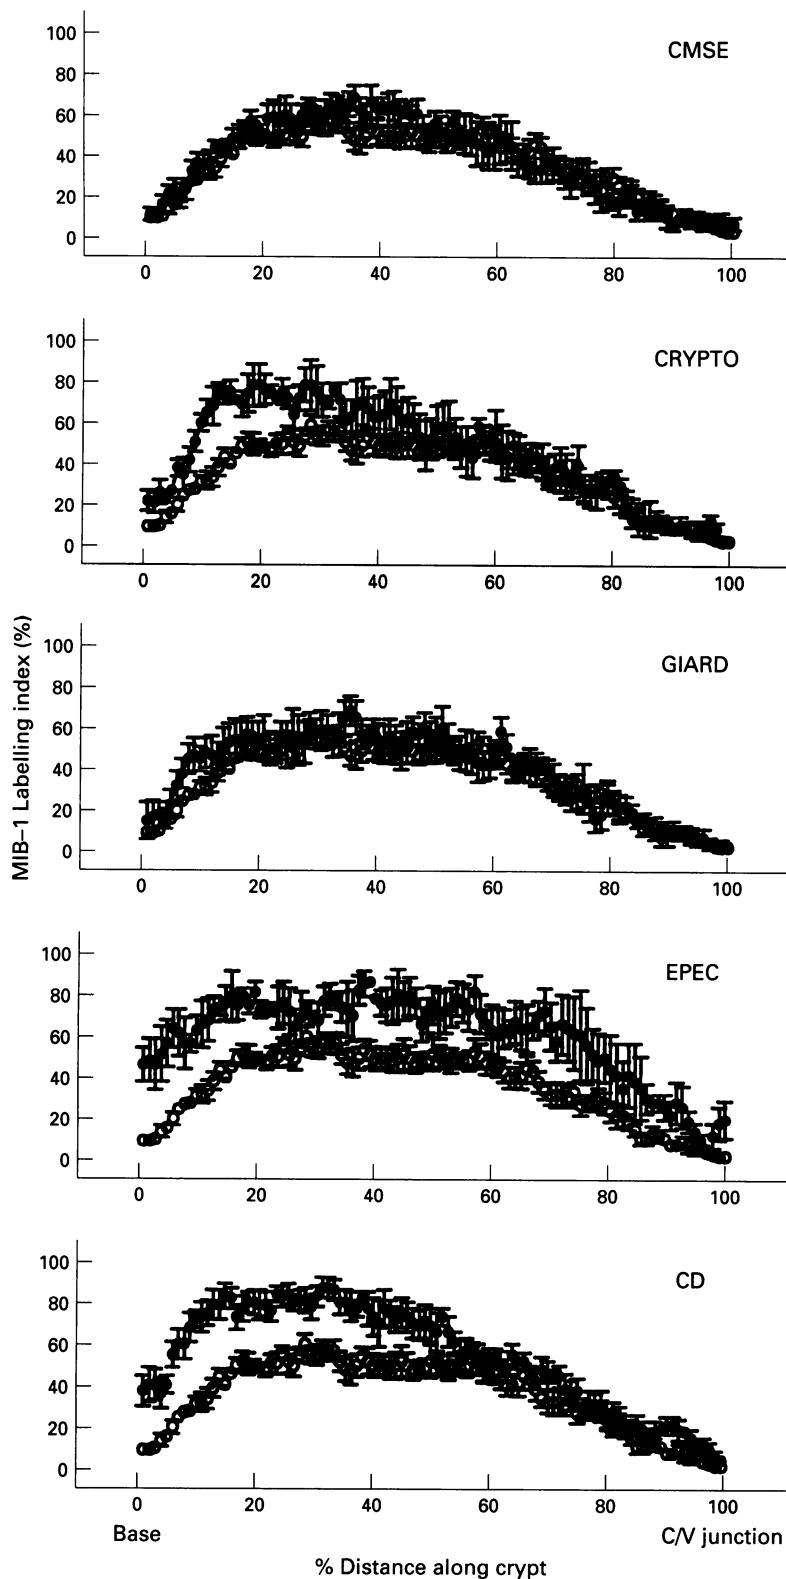 CMSE
100
80
60
40
20
0
0 20 40 60 80 100
CRYPTO
100
80
60
40
20
0
0 20 40 60 80 100
MIB–1 Labelling index (%)
GIARD
100
80
60
40
20
0
0 20 40 60 80 100
EPEC
100
80
60
40
20
0
0 20 40 60 80 100
CD
100
80
60
40
20
0
0 20 40 60 80 100
Base C/V junction
% Distance along crypt